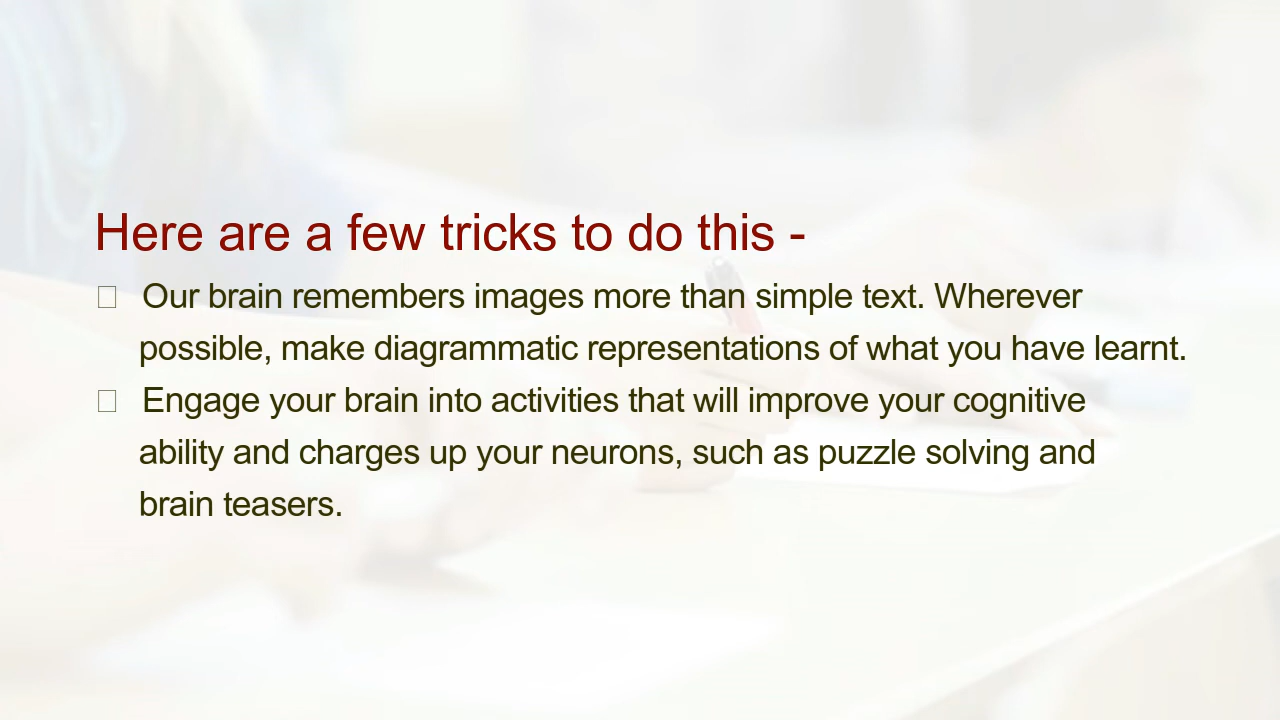 Here are a few tricks to do this -
□ Our brain remembers images more than simple text. Wherever
possible, make diagrammatic representations of what you have learnt.
□ Engage your brain into activities that will improve your cognitive
ability and charges up your neurons, such as puzzle solving and
brain teasers.